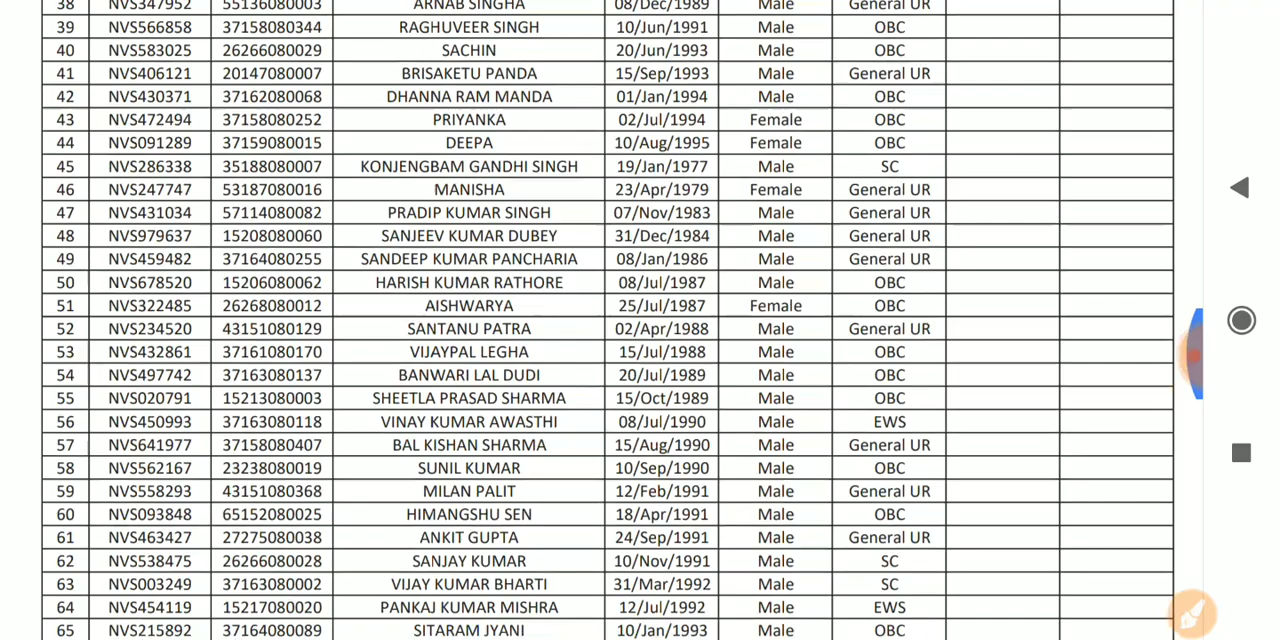 38 NVS347952 55136080003 ARNAB SINGHA 08/Dec/1989 Male General UR
39 NVS566858 37158080344 RAGHUVEER SINGH 10/Jun/1991 Male OBC
40 NVS583025 26266080029 SACHIN 20/Jun/1993 Male OBC
41 NVS406121 20147080007 BRISAKETU PANDA 15/Sep/1993 Male General UR
42 NVS430371 37162080068 DHANNA RAM MANDA 01/Jan/1994 Male OBC
43 NVS472494 37158080252 PRIYANKA 02/Jul/1994 Female OBC
44 NVS091289 37159080015 DEEPA 10/Aug/1995 Female OBC
45 NVS286338 35188080007 KONJENGBAM GANDHI SINGH 19/Jan/1977 Male SC
46 NVS247747 53187080016 MANISHA 23/Apr/1979 Female General UR
47 NVS431034 57114080082 PRADIP KUMAR SINGH 07/Nov/1983 Male General UR
48 NVS979637 15208080060 SANJEEV KUMAR DUBEY 31/Dec/1984 Male General UR
49 NVS459482 37164080255 SANDEEP KUMAR PANCHARIA 08/Jan/1986 Male General UR
50 NVS678520 15206080062 HARISH KUMAR RATHORE 08/Jul/1987 Male OBC
51 NVS322485 26268080012 AISHWARYA 25/Jul/1987 Female OBC
52 NVS234520 43151080129 SANTANU PATRA 02/Apr/1988 Male General UR
53 NVS432861 37161080170 VIJAYPAL LEGHA 15/Jul/1988 Male OBC
54 NVS497742 37163080137 BANWARI LAL DUDI 20/Jul/1989 Male OBC
55 NVS020791 15213080003 SHEETLA PRASAD SHARMA 15/Oct/1989 Male OBC
56 NVS450993 37163080118 VINAY KUMAR AWASTHI 08/Jul/1990 Male EWS
57 NVS641977 37158080407 BAL KISHAN SHARMA 15/Aug/1990 Male General UR
58 NVS562167 23238080019 SUNIL KUMAR 10/Sep/1990 Male OBC
59 NVS558293 43151080368 MILAN PALIT 12/Feb/1991 Male General UR
60 NVS093848 65152080025 HIMANGSHU SEN 18/Apr/1991 Male OBC
61 NVS463427 27275080038 ANKIT GUPTA 24/Sep/1991 Male General UR
62 NVS538475 26266080028 SANJAY KUMAR 10/Nov/1991 Male SC
63 NVS003249 37163080002 VIJAY KUMAR BHARTI 31/Mar/1992 Male SC
64 NVS454119 15217080020 PANKAJ KUMAR MISHRA 12/Jul/1992 Male EWS
65 NVS215892 37164080089 SITARAM JYANI 10/Jan/1993 Male OBC